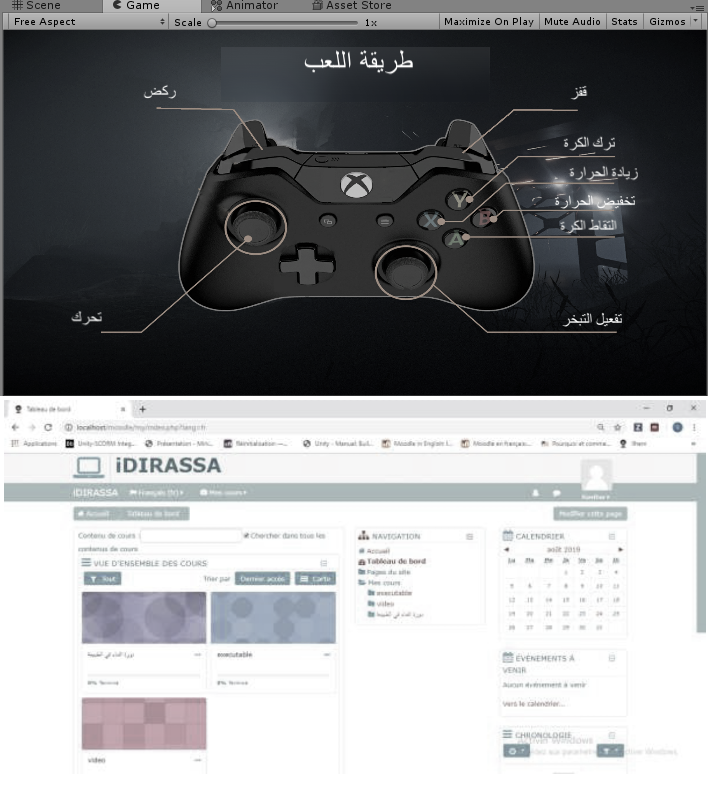 Scene Game Animator Asset Store
Free Aspect Scale 1x Maximize On Play Mute Audio Stats Gizmos
طريقة اللعب
ركض
قفز
ترك الكرة
Y
زيادة الحرارة
تخفيض الحرارة
X B
التقاط الكرة
A
تحرك
تفعيل التبخر
Tableau de bord
localhost/moodle/my/index.php?lang=fr
Applications Unity-SCORM Integ... Présentation - Mini... Réinitialisation —... Unity - Manual: Buil... Moodle in English: I... Moodle en français... Pourquoi et comme...
iDIRASSA
iDIRASSA Français (fr) Mes cours
Accueil Tableau de bord Modifier cette page
Contenu de cours Chercher dans tous les
contenus de cours
VUE D'ENSEMBLE DES COURS
Tout Trier par Dernier accès Carte
دورة الماء في الطبيعة executable
0% Terminé 0% Terminé
video
NAVIGATION
Accueil
Tableau de bord
Pages du site
Mes cours
executable
video
دورة الماء في الطبيعة
CALENDRIER
août 2019
Lu Ma Me Je Ve Sa Di
1 2 3 4
5 6 7 8 9 10 11
12 13 14 15 16 17 18
19 20 21 22 23 24 25
26 27 28 29 30 31
ÉVÉNEMENTS À
VENIR
Aucun événement à venir
Vers le calendrier...
CHRONOLOGIE
Activer Windows